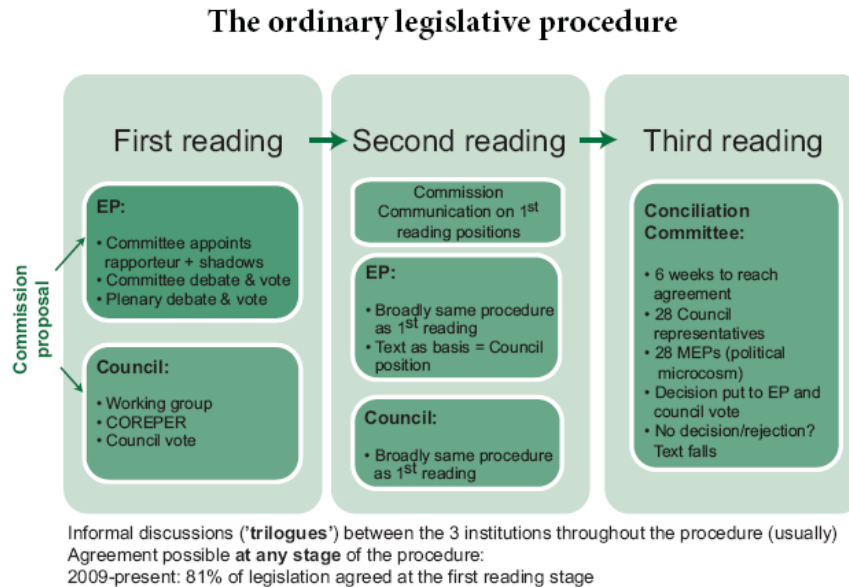 The ordinary legislative procedure
First reading
Second reading
Third reading
Commission
proposal
EP:
• Committee appoints
rapporteur + shadows
• Committee debate & vote
• Plenary debate & vote
Council:
• Working group
• COREPER
• Council vote
Commission
Communication on 1st
reading positions
EP:
• Broadly same procedure
as 1st reading
• Text as basis = Council
position
Council:
• Broadly same procedure
as 1st reading
Conciliation
Committee:
• 6 weeks to reach
agreement
• 28 Council
representatives
• 28 MEPs (political
microcosm)
• Decision put to EP and
council vote
• No decision/rejection?
Text falls
Informal discussions ('trilogues') between the 3 institutions throughout the procedure (usually)
Agreement possible at any stage of the procedure:
2009-present: 81% of legislation agreed at the first reading stage